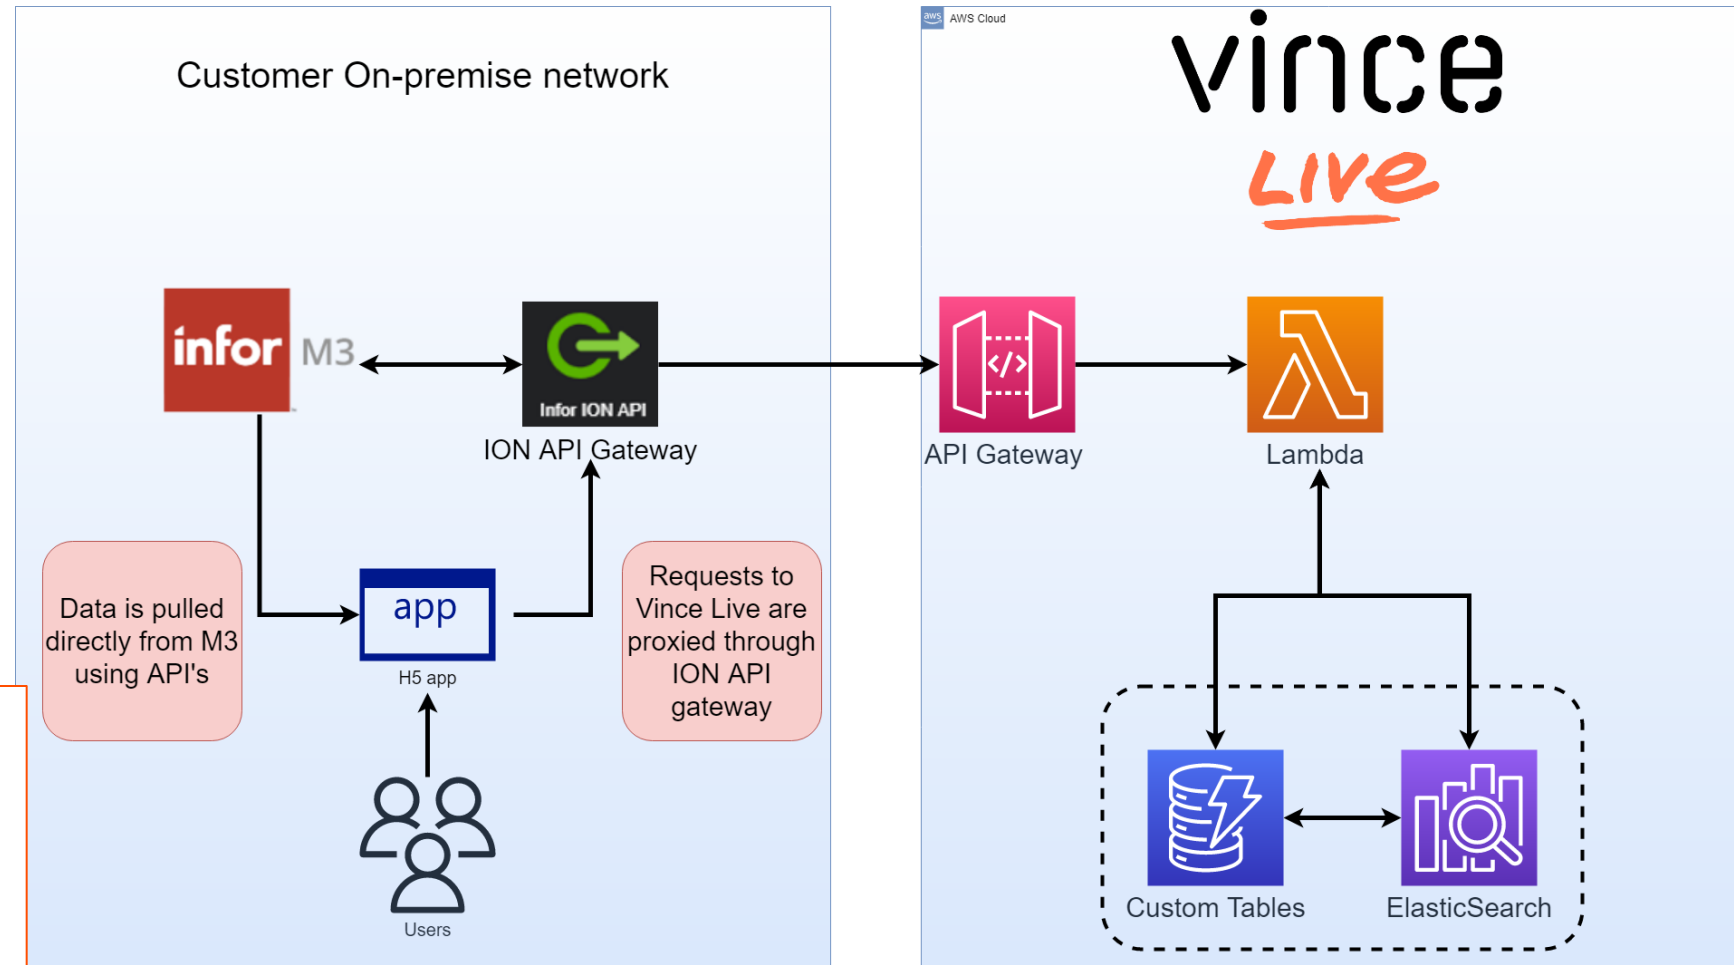 Customer On-premise network
aws
AWS Cloud
vince
LIVE
infor
M3
Infor ION API
ION API Gateway
</>
API Gateway
Lambda
Data is pulled
directly from M3
using API's
app
H5 app
Requests to
Vince Live are
proxied through
ION API
gateway
Users
Custom Tables
ElasticSearch